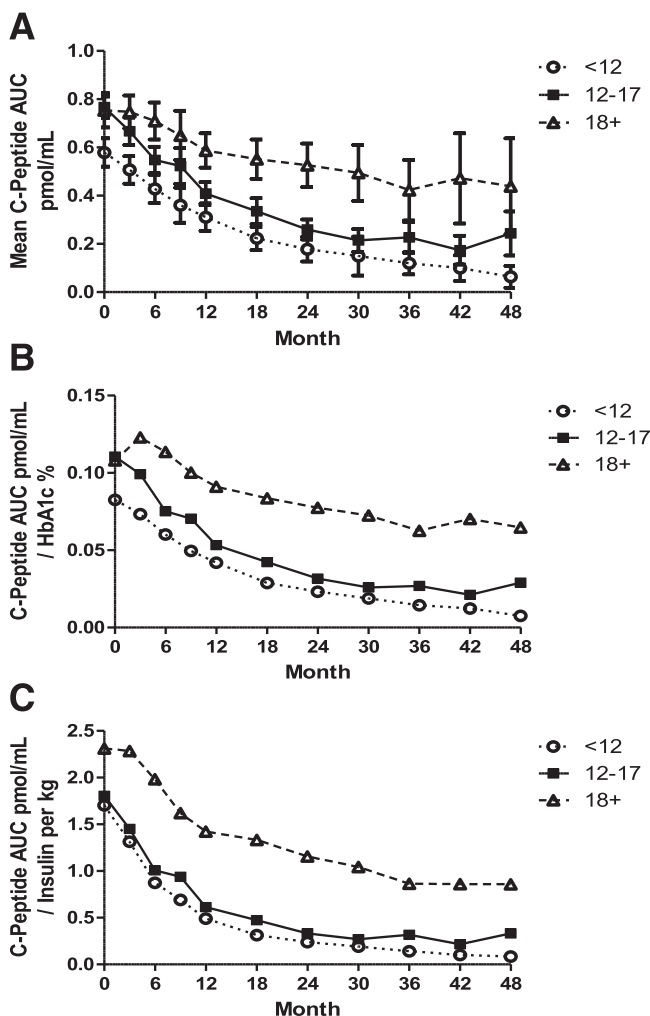 A
Mean C-Peptide AUC
pmol/mL
1.0
0.8
0.6
0.4
0.2
0.0
0 6 12 18 24 30 36 42 48
Month
<12
12-17
18+
B
C-Peptide AUC pmol/mL
/ HbA1c %
0.15
0.10
0.05
0.00
0 6 12 18 24 30 36 42 48
Month
<12
12-17
18+
C
C-Peptide AUC pmol/mL
/ Insulin per kg
2.5
2.0
1.5
1.0
0.5
0.0
0 6 12 18 24 30 36 42 48
Month
<12
12-17
18+